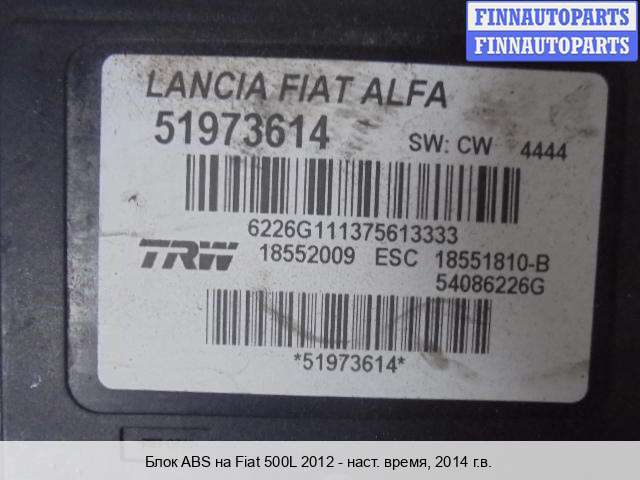 FINNAUTOPARTS
FINNAUTOPARTS
LANCIA FIAT ALFA
51973614 SW: CW 4444
6226G111375613333
TRW 18552009 ESC 18551810-B
54086226G
*51973614*
Блок ABS на Fiat 500L 2012 - наст. время, 2014 г.в.